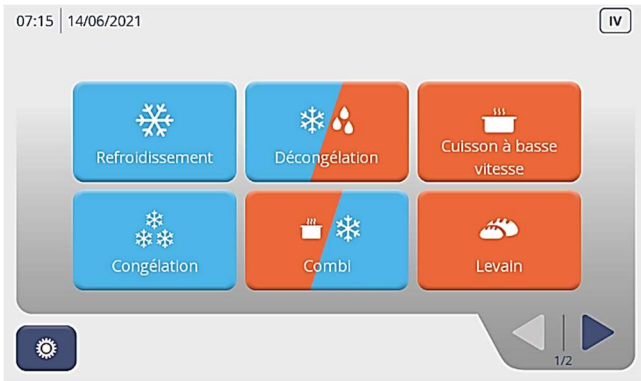 07:15 14/06/2021
IV
Refroidissement
Décongélation
Cuisson à basse
vitesse
Congélation
Combi
Levain
1/2